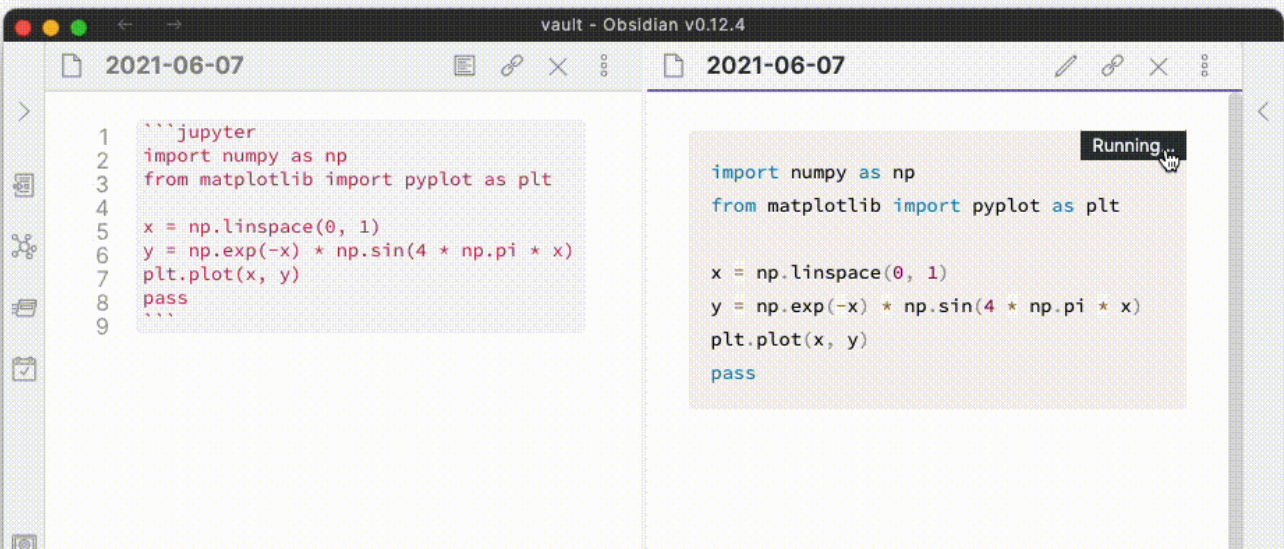 vault - Obsidian v0.12.4
2021-06-07
1 ```jupyter
2 import numpy as np
3 from matplotlib import pyplot as plt
4
5 x = np.linspace(0, 1)
6 y = np.exp(-x) * np.sin(4 * np.pi * x)
7 plt.plot(x, y)
8 pass
9 ```
2021-06-07
Running...
import numpy as np
from matplotlib import pyplot as plt
x = np.linspace(0, 1)
y = np.exp(-x) * np.sin(4 * np.pi * x)
plt.plot(x, y)
pass